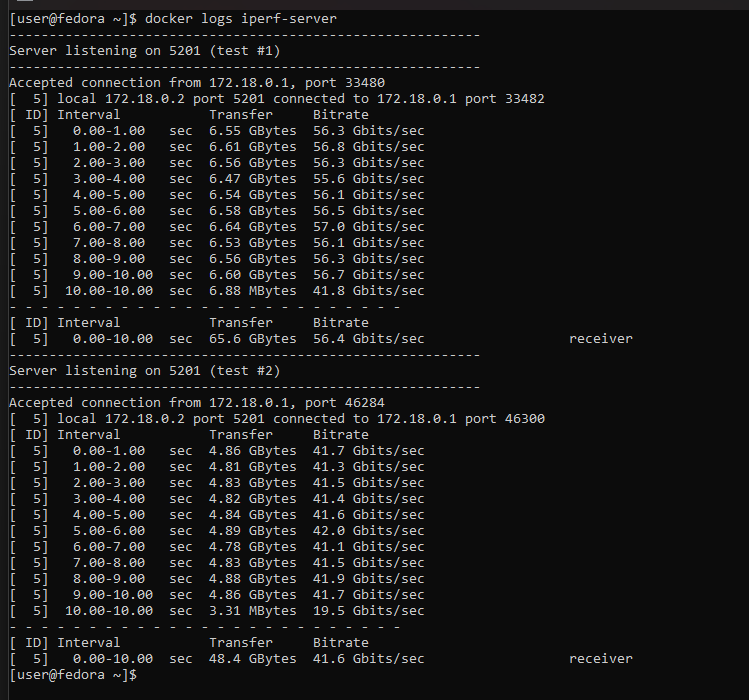 [user@fedora ~]$ docker logs iperf-server
-----------------------------------------------------------
Server listening on 5201 (test #1)
-----------------------------------------------------------
Accepted connection from 172.18.0.1, port 33480
[  5] local 172.18.0.2 port 5201 connected to 172.18.0.1 port 33482
[ ID] Interval           Transfer     Bitrate
[  5]   0.00-1.00   sec  6.55 GBytes  56.3 Gbits/sec
[  5]   1.00-2.00   sec  6.61 GBytes  56.8 Gbits/sec
[  5]   2.00-3.00   sec  6.56 GBytes  56.3 Gbits/sec
[  5]   3.00-4.00   sec  6.47 GBytes  55.6 Gbits/sec
[  5]   4.00-5.00   sec  6.54 GBytes  56.1 Gbits/sec
[  5]   5.00-6.00   sec  6.58 GBytes  56.5 Gbits/sec
[  5]   6.00-7.00   sec  6.64 GBytes  57.0 Gbits/sec
[  5]   7.00-8.00   sec  6.53 GBytes  56.1 Gbits/sec
[  5]   8.00-9.00   sec  6.56 GBytes  56.3 Gbits/sec
[  5]   9.00-10.00  sec  6.60 GBytes  56.7 Gbits/sec
[  5]  10.00-10.00  sec  6.88 MBytes  41.8 Gbits/sec
- - - - - - - - - - - - - - - - - - - - - - - - -
[ ID] Interval           Transfer     Bitrate
[  5]   0.00-10.00  sec  65.6 GBytes  56.4 Gbits/sec                  receiver
-----------------------------------------------------------
Server listening on 5201 (test #2)
-----------------------------------------------------------
Accepted connection from 172.18.0.1, port 46284
[  5] local 172.18.0.2 port 5201 connected to 172.18.0.1 port 46300
[ ID] Interval           Transfer     Bitrate
[  5]   0.00-1.00   sec  4.86 GBytes  41.7 Gbits/sec
[  5]   1.00-2.00   sec  4.81 GBytes  41.3 Gbits/sec
[  5]   2.00-3.00   sec  4.83 GBytes  41.5 Gbits/sec
[  5]   3.00-4.00   sec  4.82 GBytes  41.4 Gbits/sec
[  5]   4.00-5.00   sec  4.84 GBytes  41.6 Gbits/sec
[  5]   5.00-6.00   sec  4.89 GBytes  42.0 Gbits/sec
[  5]   6.00-7.00   sec  4.78 GBytes  41.1 Gbits/sec
[  5]   7.00-8.00   sec  4.83 GBytes  41.5 Gbits/sec
[  5]   8.00-9.00   sec  4.88 GBytes  41.9 Gbits/sec
[  5]   9.00-10.00  sec  4.86 GBytes  41.7 Gbits/sec
[  5]  10.00-10.00  sec  3.31 MBytes  19.5 Gbits/sec
- - - - - - - - - - - - - - - - - - - - - - - - -
[ ID] Interval           Transfer     Bitrate
[  5]   0.00-10.00  sec  48.4 GBytes  41.6 Gbits/sec                  receiver
[user@fedora ~]$